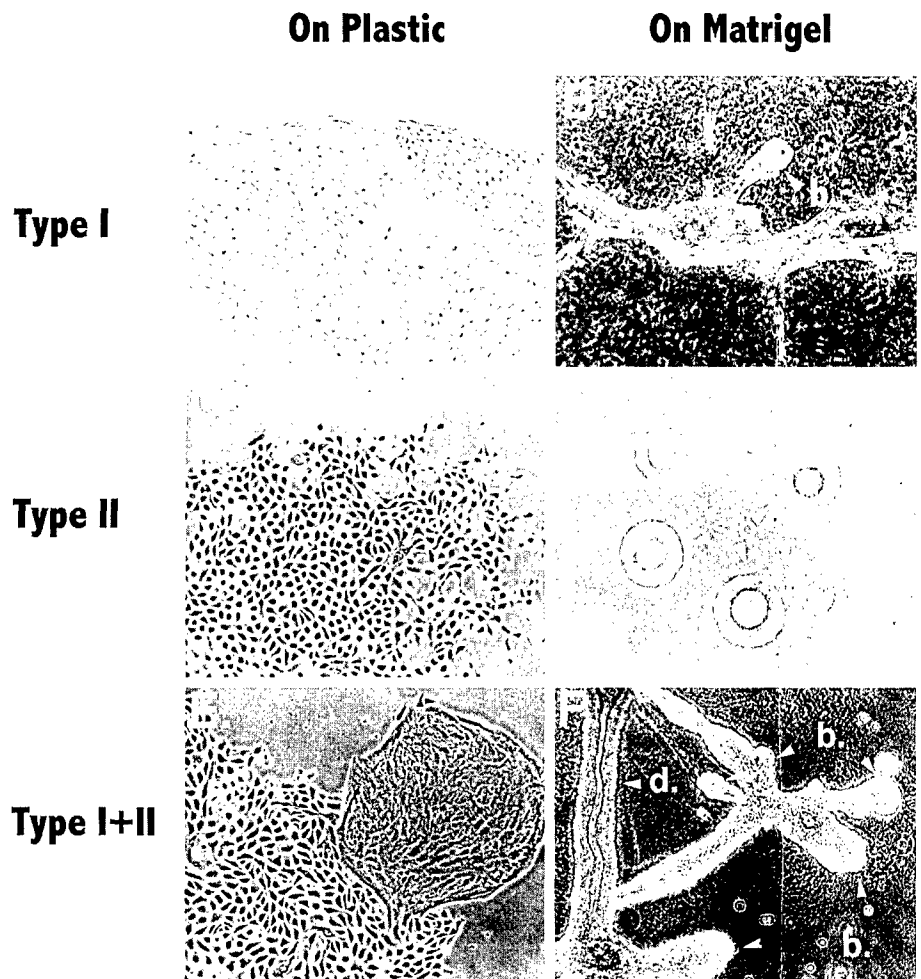 On Plastic On Matrigel
Type I
B.
b.
Type II
Type I+II
F.
b.
d.
b.